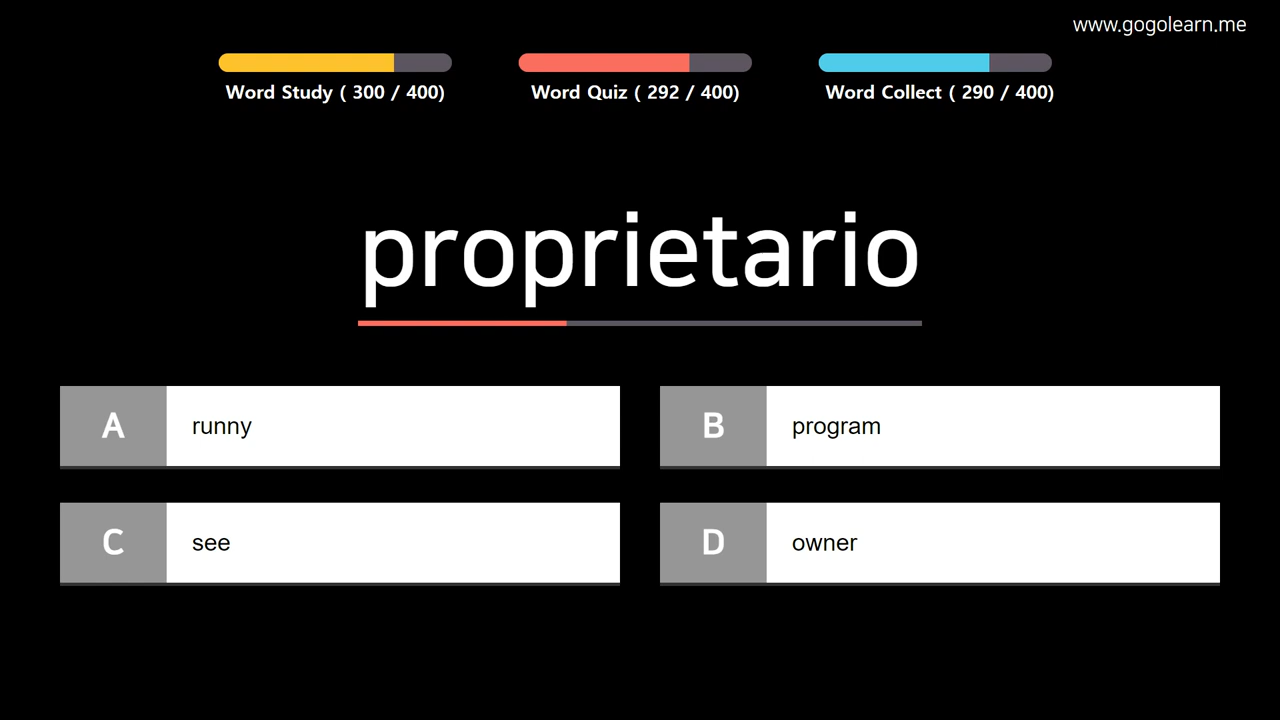 www.gogolearn.me
Word Study ( 300 / 400)
Word Quiz ( 292 / 400)
Word Collect ( 290 / 400)
proprietario
A runny
B program
C see
D owner